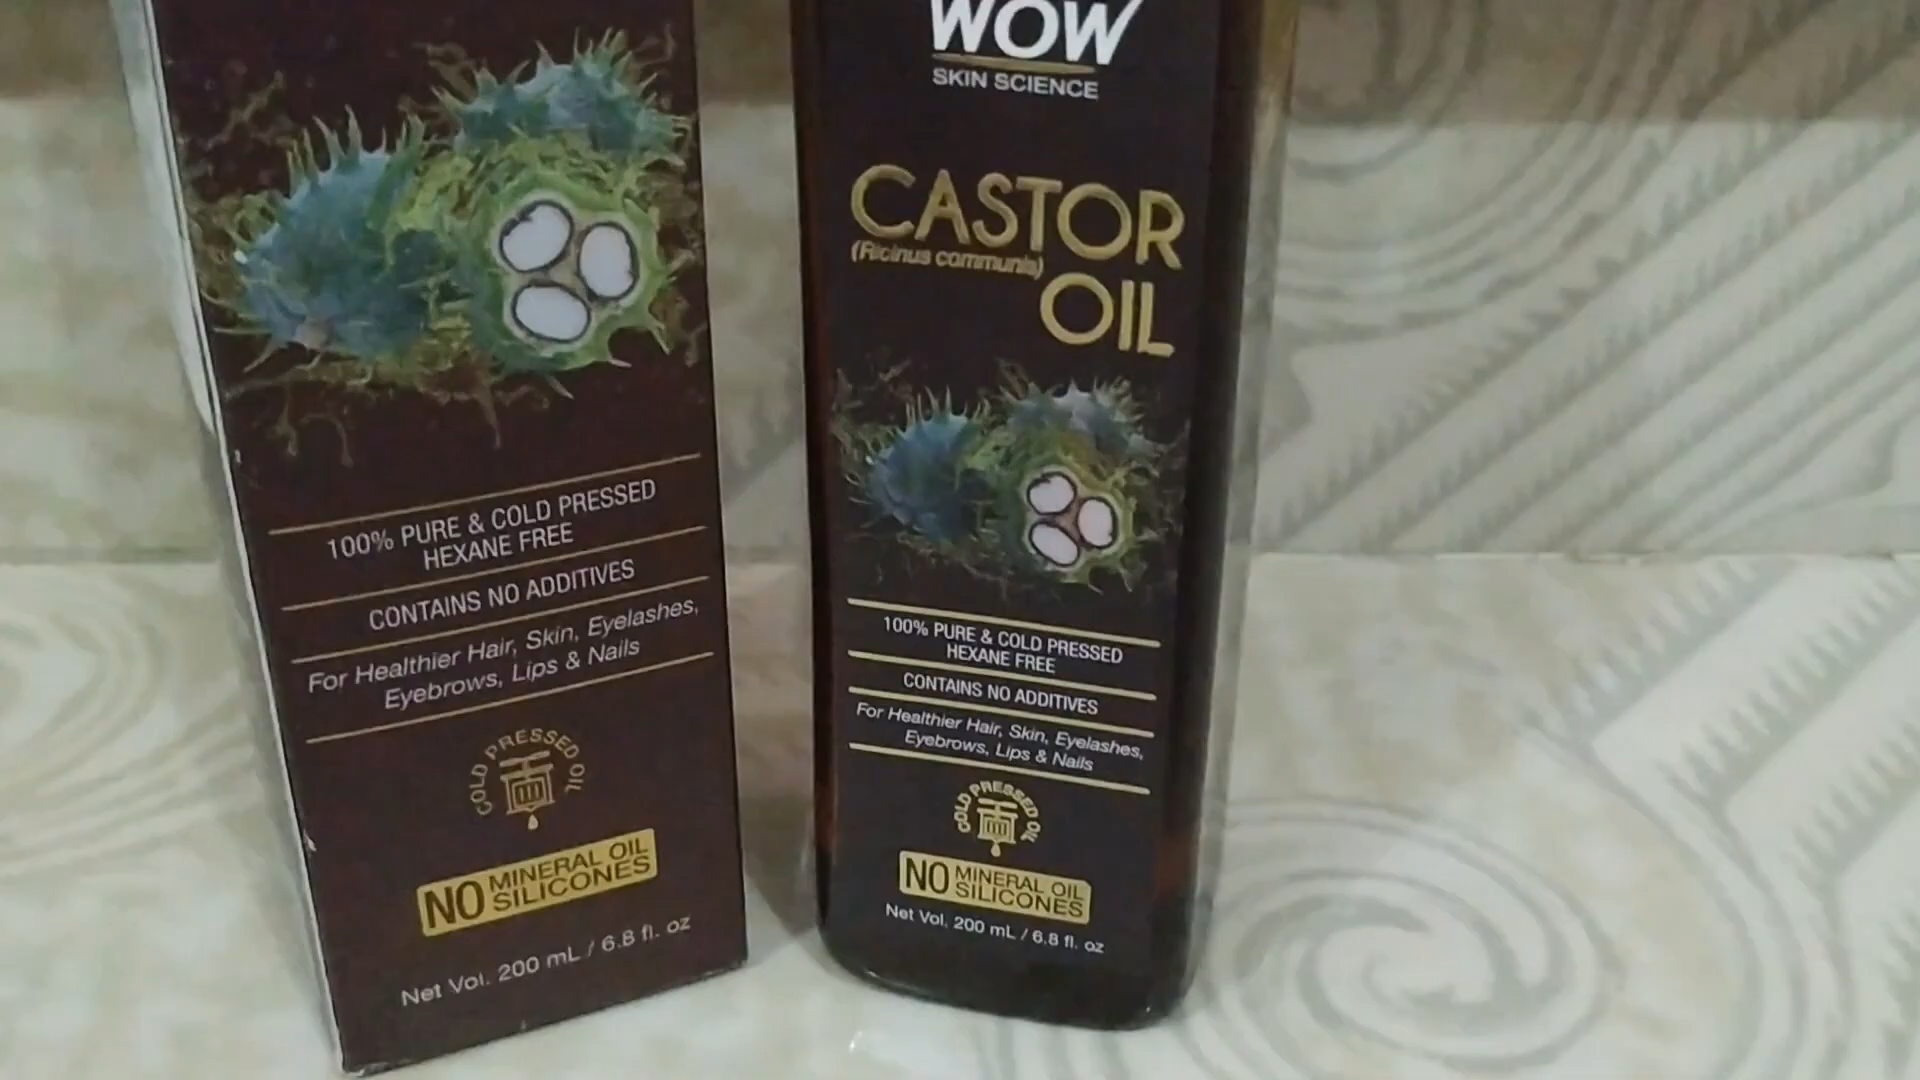 100% PURE & COLD PRESSED
HEXANE FREE
CONTAINS NO ADDITIVES
For Healthier Hair, Skin, Eyelashes,
Eyebrows, Lips & Nails
COLD PRESSED OIL
NO MINERAL OIL
SILICONES
Net Vol. 200 mL / 6.8 fl. oz
WOW
SKIN SCIENCE
CASTOR
(Ricinus communis)
OIL
100% PURE & COLD PRESSED
HEXANE FREE
CONTAINS NO ADDITIVES
For Healthier Hair, Skin, Eyelashes,
Eyebrows, Lips & Nails
COLD PRESSED OIL
NO MINERAL OIL
SILICONES
Net Vol. 200 mL / 6.8 fl. oz